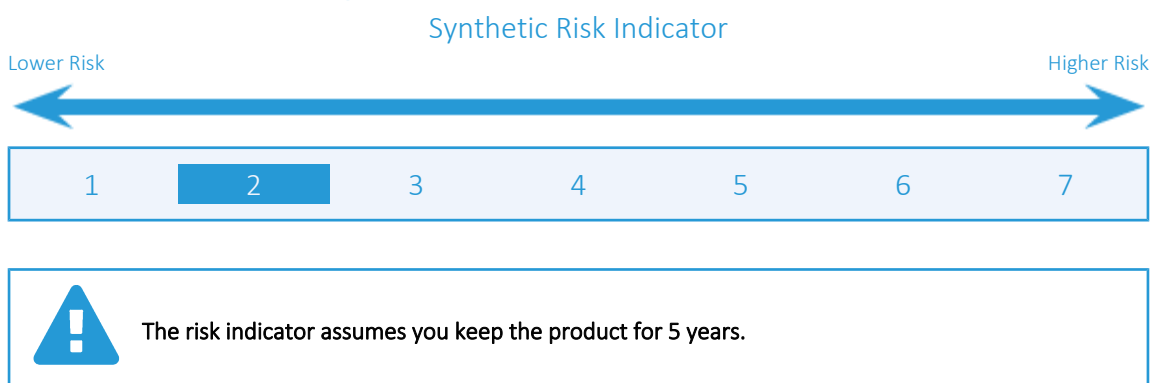 Synthetic Risk Indicator
Lower Risk Higher Risk
1 2 3 4 5 6 7
The risk indicator assumes you keep the product for 5 years.